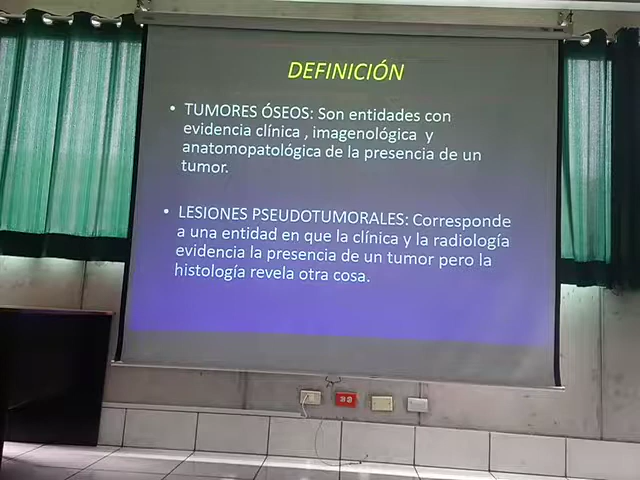 DEFINICIÓN
• TUMORES ÓSEOS: Son entidades con
evidencia clínica , imagenológica y
anatomopatológica de la presencia de un
tumor.
• LESIONES PSEUDOTUMORALES: Corresponde
a una entidad en que la clínica y la radiología
evidencia la presencia de un tumor pero la
histología revela otra cosa.